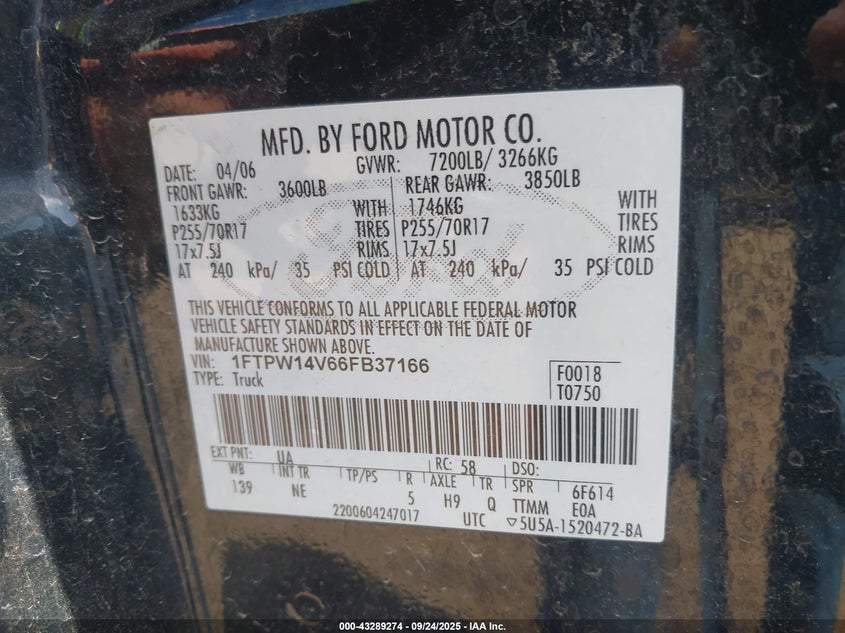 MFD. BY FORD MOTOR CO.
DATE: 04/06 GVWR: 7200LB/ 3266KG
FRONT GAWR: 3600LB REAR GAWR: 3850LB
1633KG WITH 1746KG WITH
P255/70R17 TIRES P255/70R17 TIRES
17x7.5J RIMS 17x7.5J RIMS
AT 240 kPa/ 35 PSI COLD AT 240 kPa/ 35 PSI COLD
Ford
THIS VEHICLE CONFORMS TO ALL APPLICABLE FEDERAL MOTOR
VEHICLE SAFETY STANDARDS IN EFFECT ON THE DATE OF
MANUFACTURE SHOWN ABOVE.
VIN: 1FTPW14V66FB37166
TYPE: Truck
F0018
T0750
EXT PNT: UA RC: 58 DSO:
WB INT TR TP/PS R AXLE TR SPR 6F614
139 NE 5 H9 Q TTMM E0A
2200604247017 UTC ▽5U5A-1520472-BA
000-43289274 - 09/24/2025 - IAA Inc.